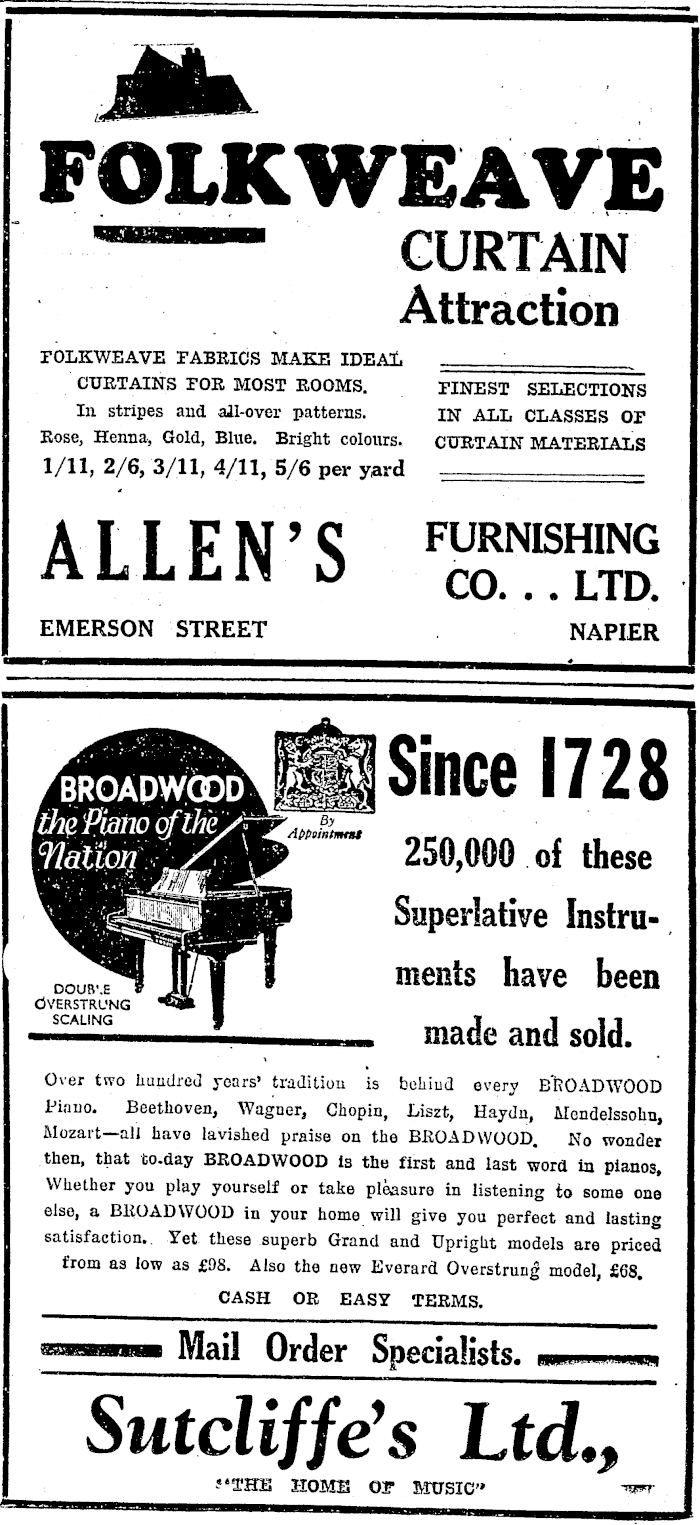 FOLKWEAVE
CURTAIN
Attraction
FOLKWEAVE FABRICS MAKE IDEAL
CURTAINS FOR MOST ROOMS.
In stripes and all-over patterns.
Rose, Henna, Gold, Blue. Bright colours.
1/11, 2/6, 3/11, 4/11, 5/6 per yard
FINEST SELECTIONS
IN ALL CLASSES OF
CURTAIN MATERIALS
ALLEN'S
FURNISHING
CO. . . LTD.
EMERSON STREET
NAPIER
BROADWOOD
the Piano of the
Nation
DOUBLE
OVERSTRUNG
SCALING
By
Appointment
Since 1728
250,000 of these
Superlative Instru-
ments have been
made and sold.
Over two hundred years' tradition is behind every BROADWOOD
Piano. Beethoven, Wagner, Chopin, Liszt, Haydn, Mendelssohn,
Mozart—all have lavished praise on the BROADWOOD. No wonder
then, that to-day BROADWOOD is the first and last word in pianos,
Whether you play yourself or take pleasure in listening to some one
else, a BROADWOOD in your home will give you perfect and lasting
satisfaction. Yet these superb Grand and Upright models are priced
from as low as £98. Also the new Everard Overstrung model, £68.
CASH OR EASY TERMS.
Mail Order Specialists.
Sutcliffe's Ltd.,
"THE HOME OF MUSIC"